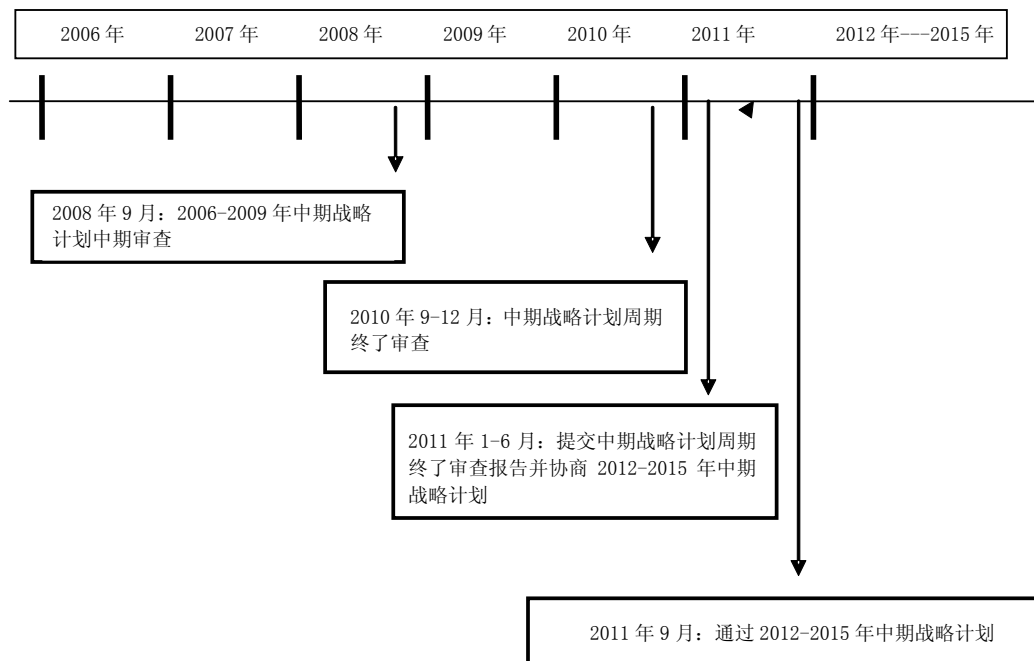 2006 年 2007 年 2008 年 2009 年 2010 年 2011 年 2012 年---2015 年
2008 年 9 月: 2006-2009 年中期战略
计划中期审查
2010 年 9-12 月: 中期战略计划周期
终了审查
2011 年 1-6 月: 提交中期战略计划周期
终了审查报告并协商 2012-2015 年中期
战略计划
2011 年 9 月: 通过 2012-2015 年中期战略计划